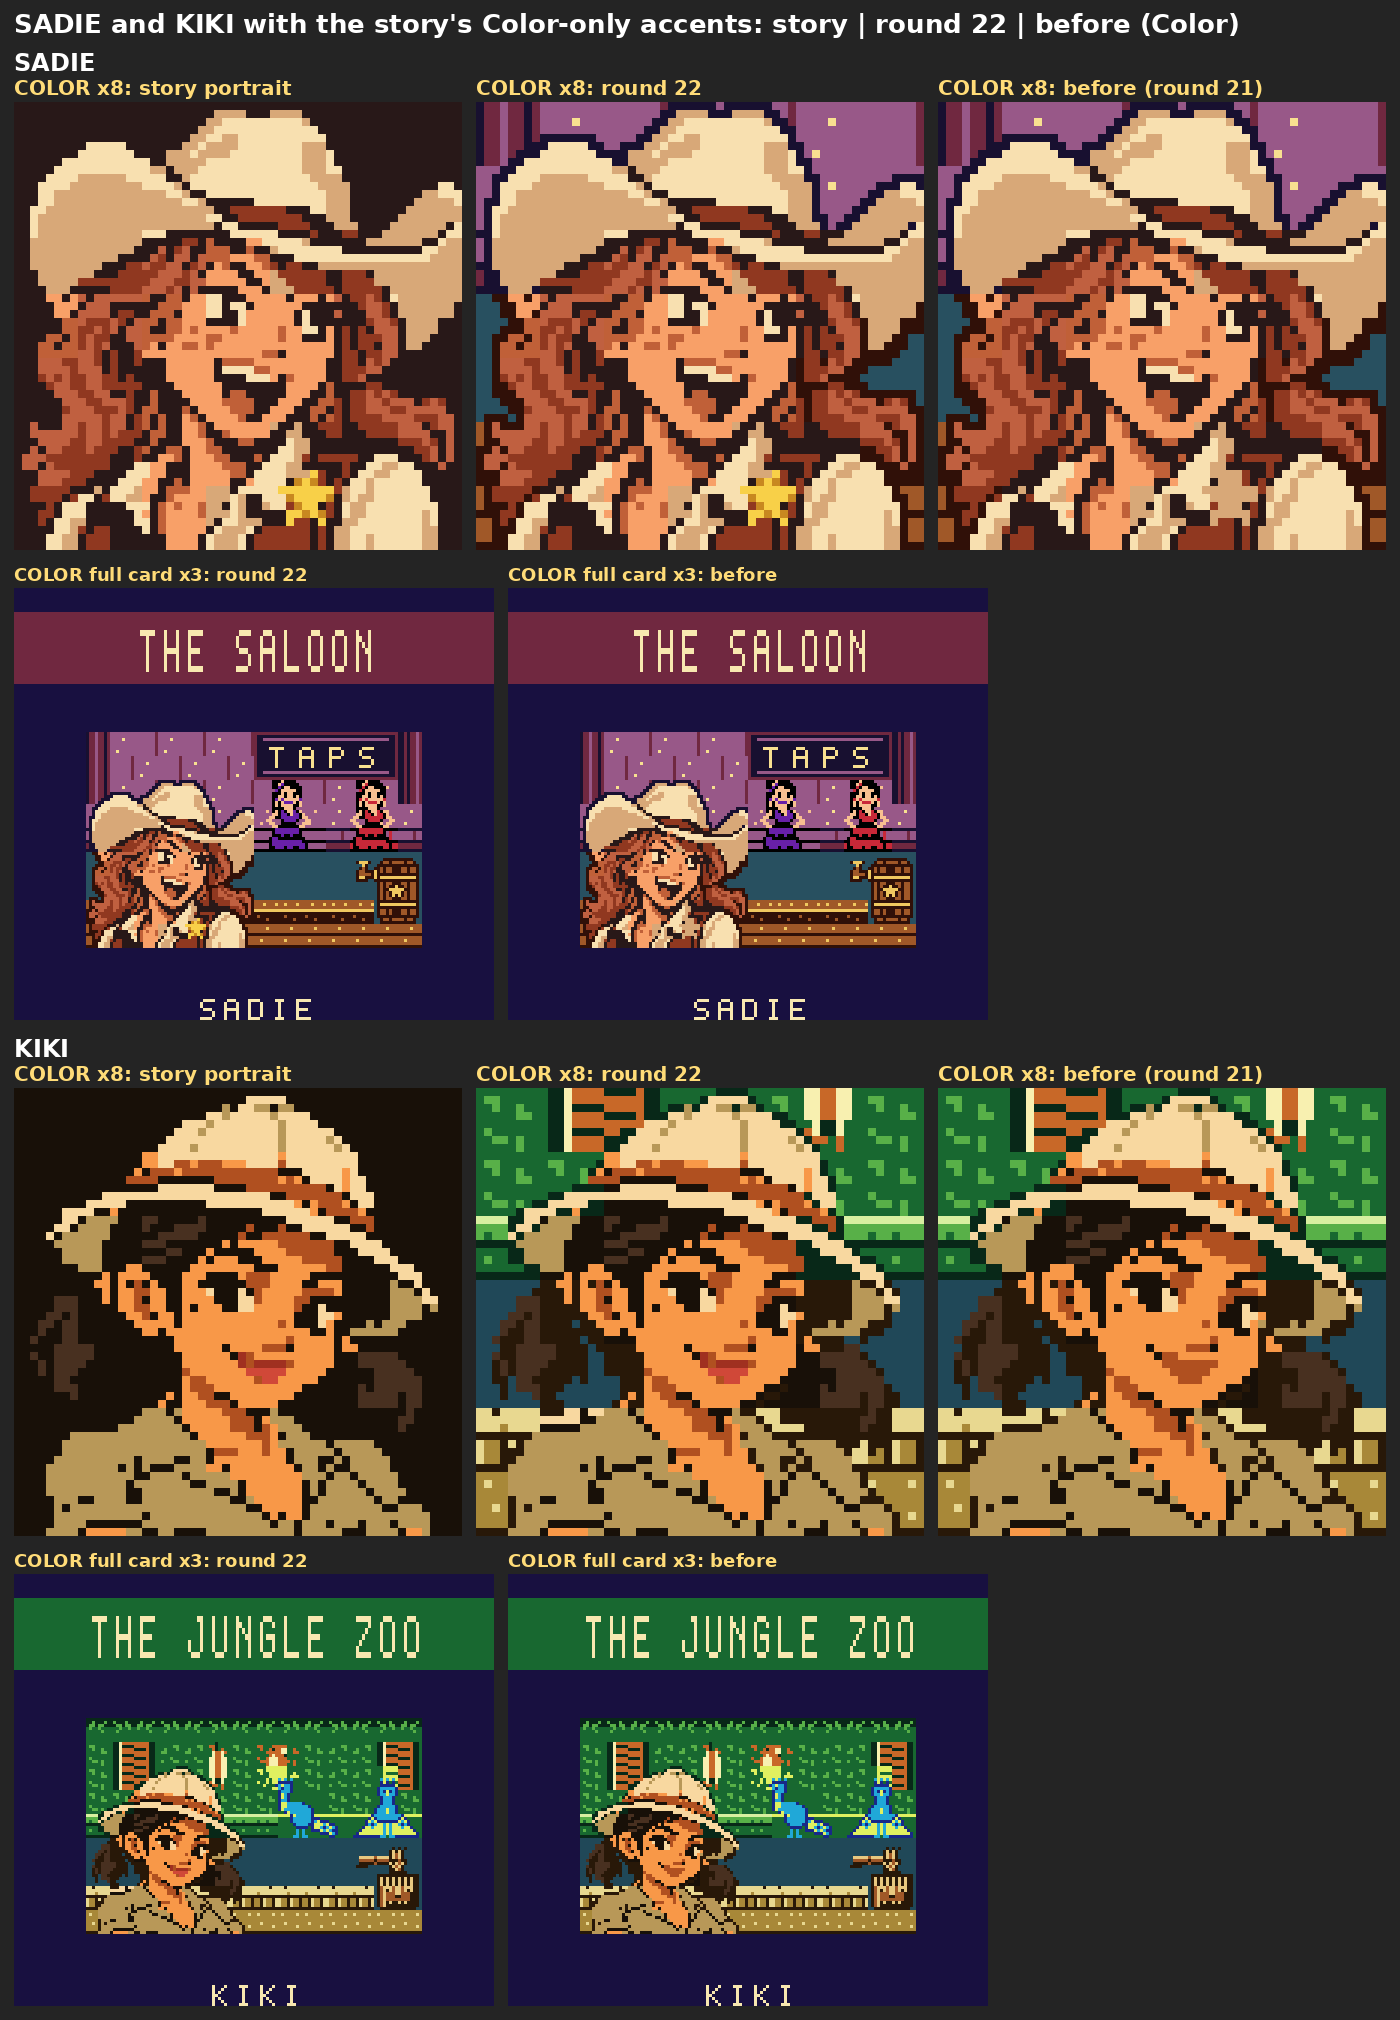 SADIE and KIKI with the story's Color-only accents: story | round 22 | before (Color)
SADIE
COLOR x8: story portrait
COLOR x8: round 22
COLOR x8: before (round 21)
COLOR full card x3: round 22
COLOR full card x3: before
THE SALOON
THE SALOON
TAPS
TAPS
SADIE
SADIE
KIKI
COLOR x8: story portrait
COLOR x8: round 22
COLOR x8: before (round 21)
COLOR full card x3: round 22
COLOR full card x3: before
THE JUNGLE ZOO
THE JUNGLE ZOO
KIKI
KIKI